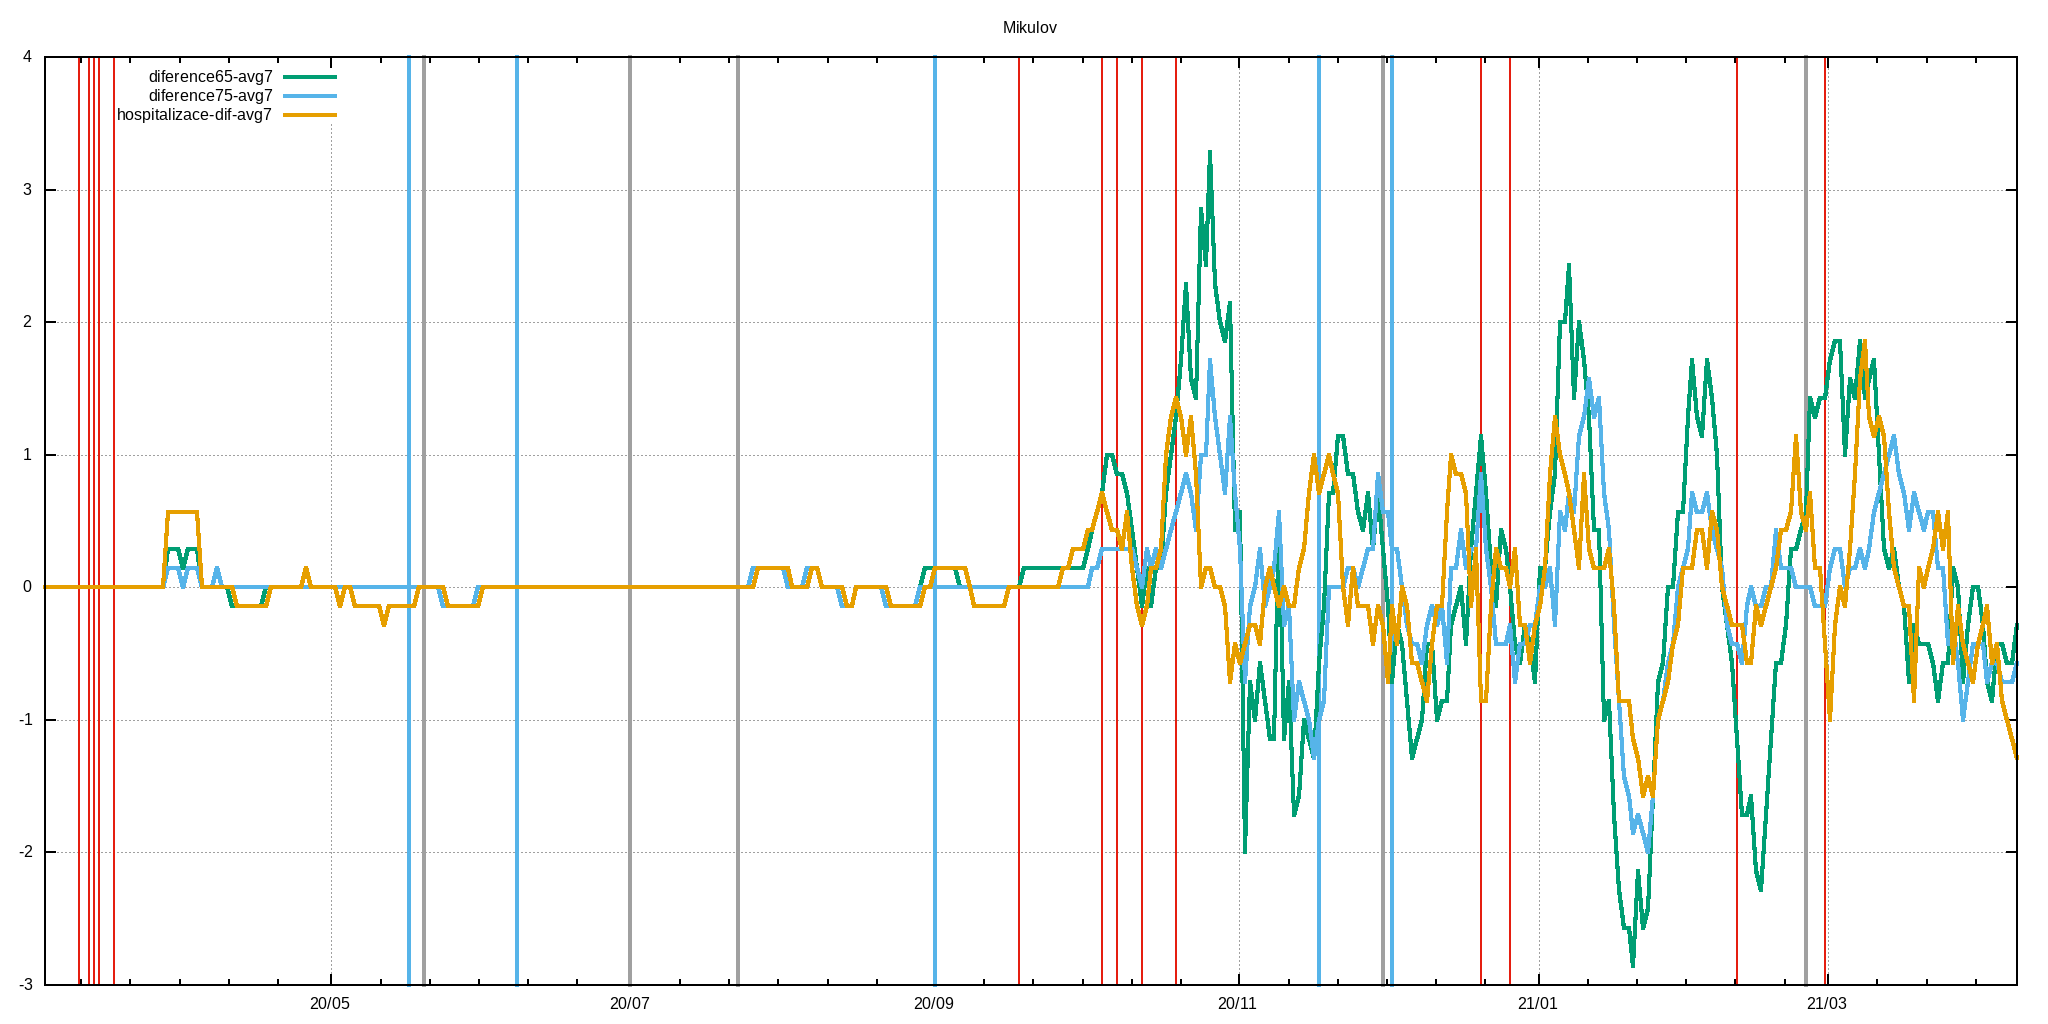 Mikulov
diference65-avg7
diference75-avg7
hospitalizace-dif-avg7
4
3
2
1
0
-1
-2
-3
20/05 20/07 20/09 20/11 21/01 21/03